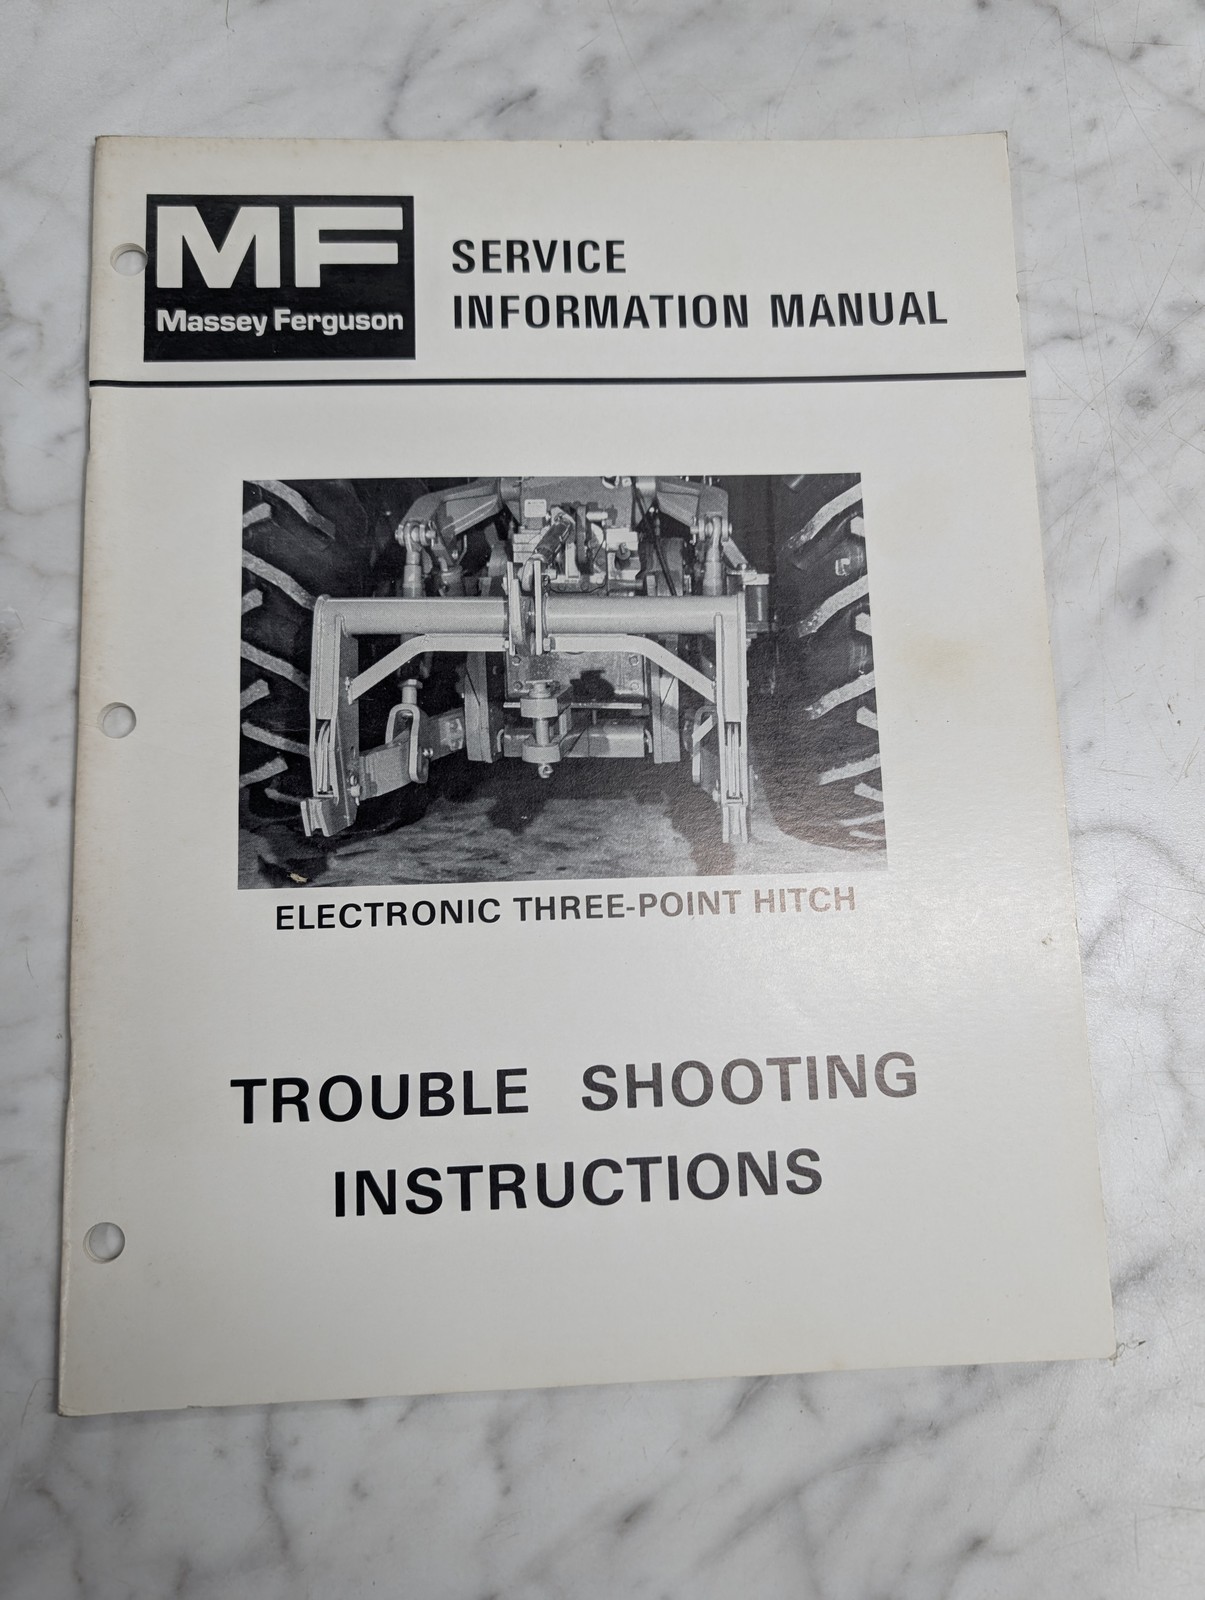 MF
Massey Ferguson
SERVICE
INFORMATION MANUAL
ELECTRONIC THREE-POINT HITCH
TROUBLE SHOOTING
INSTRUCTIONS